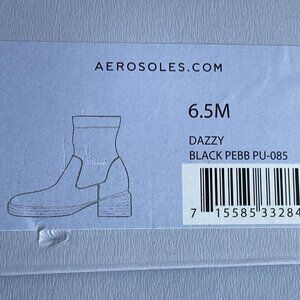 AEROSOLES.COM
6.5M
DAZZY
BLACK PEBB PU-085
7 15585 33284